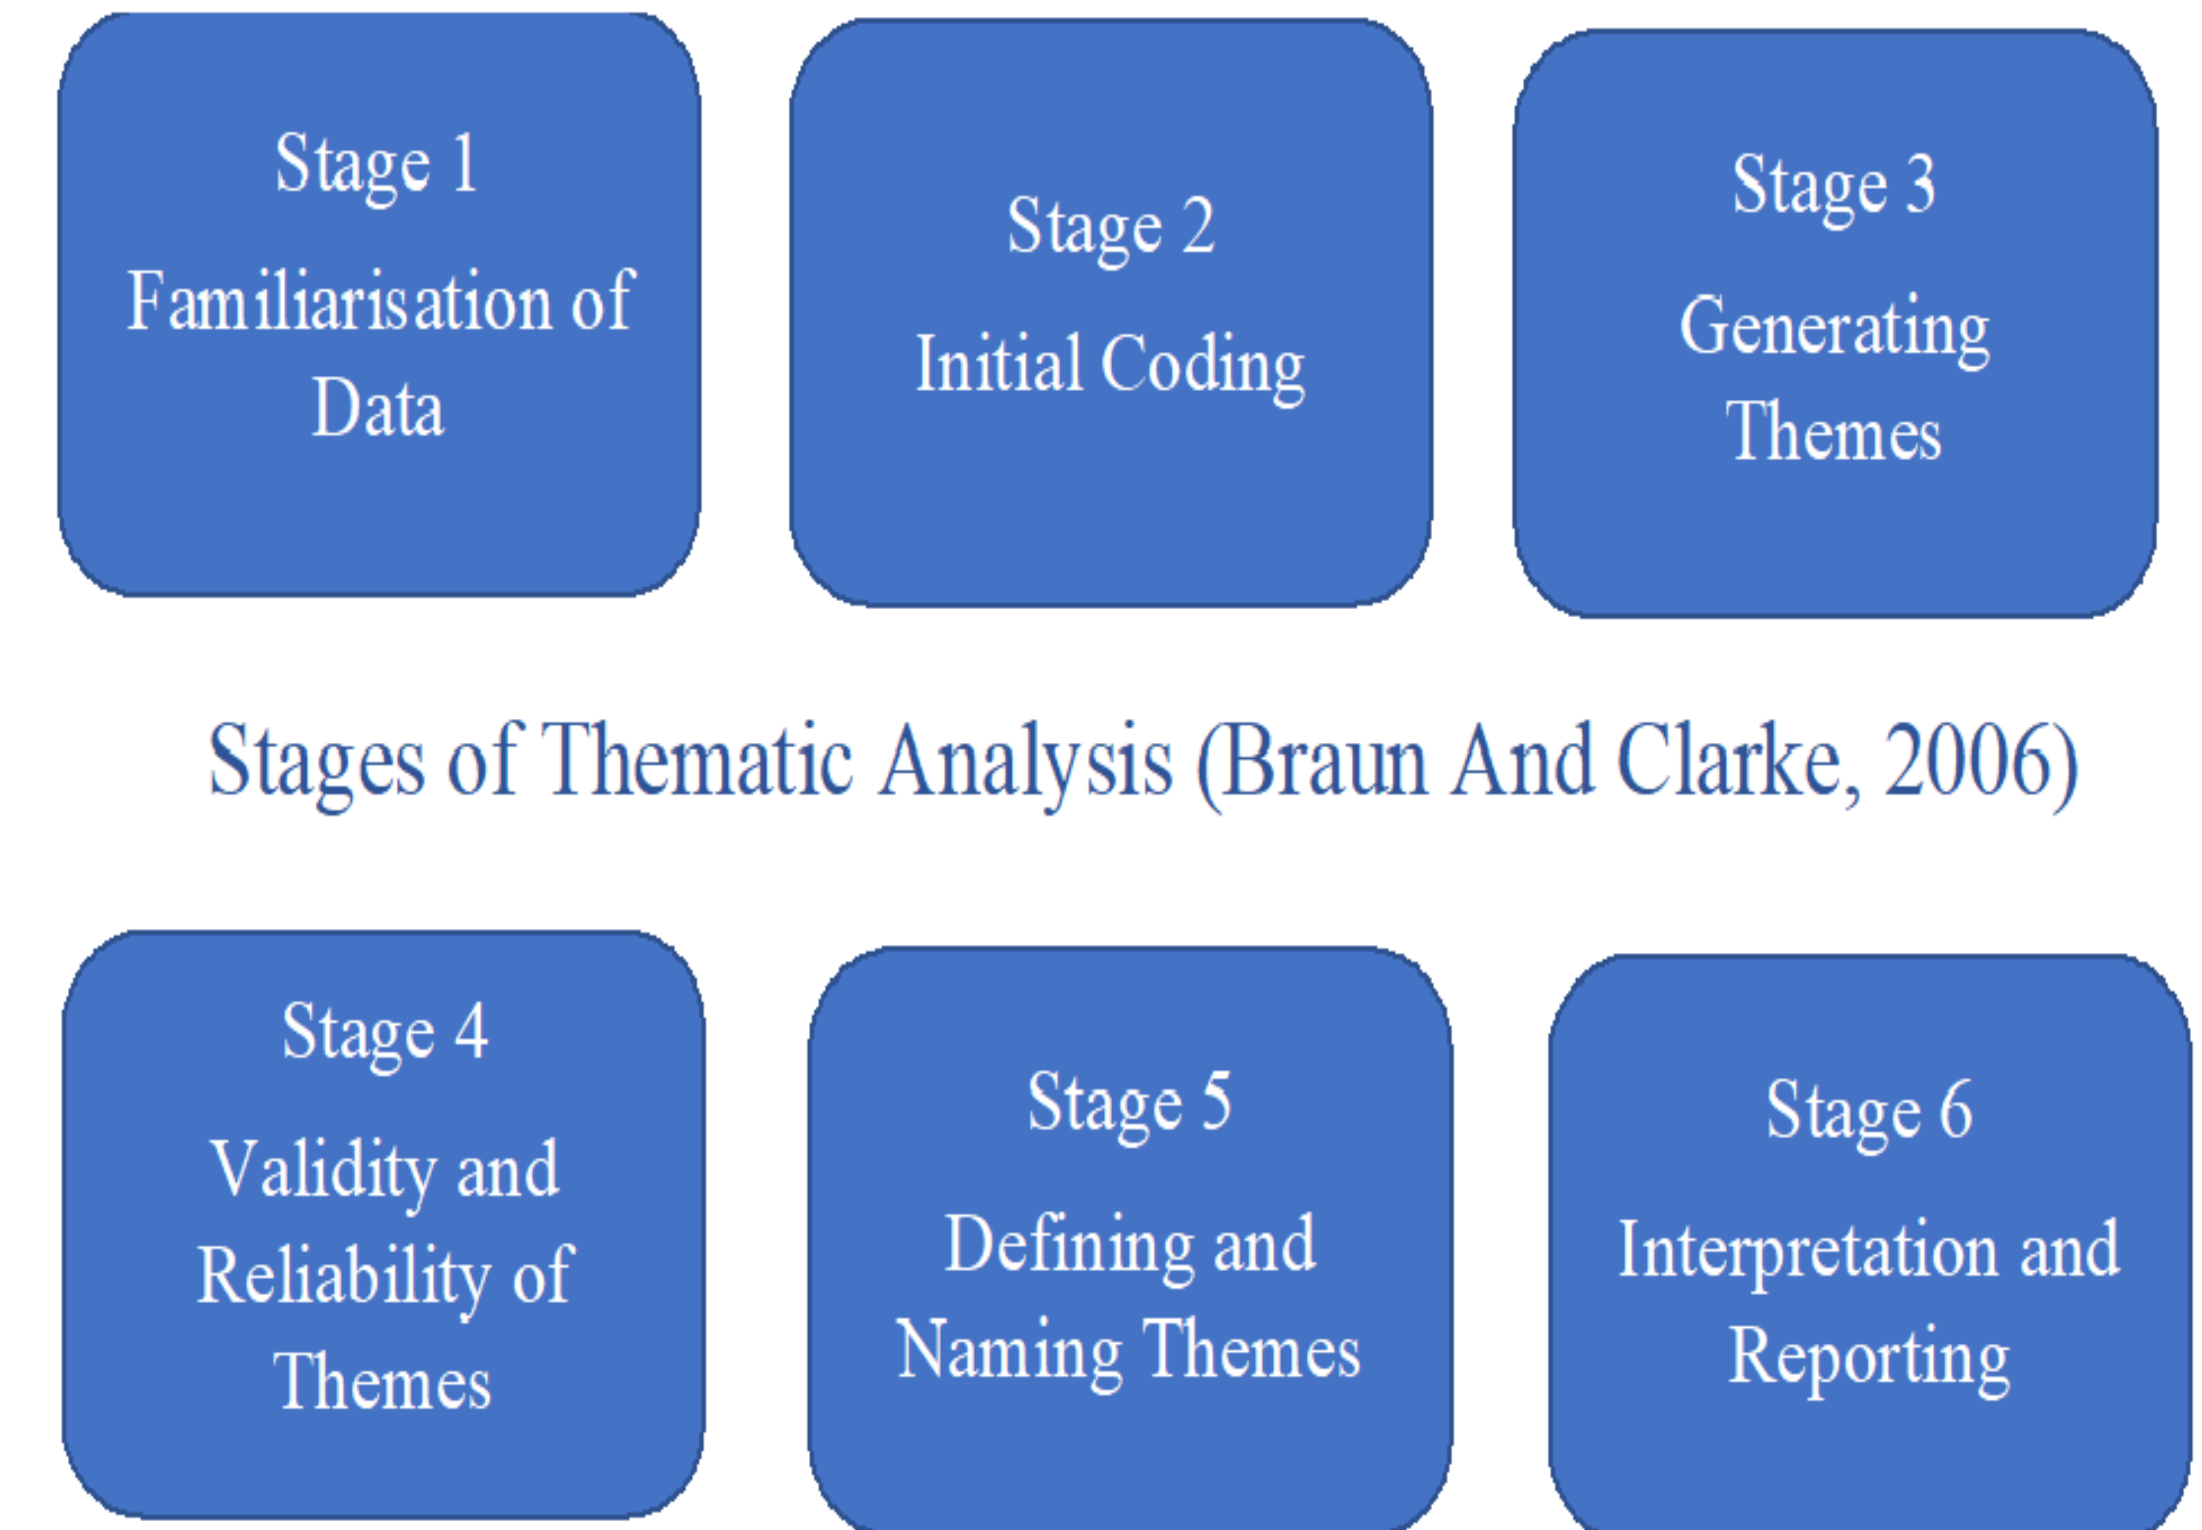 Stage 1
Familiarisation of
Data
Stage 2
Initial Coding
Stage 3
Generating
Themes
Stages of Thematic Analysis (Braun And Clarke, 2006)
Stage 4
Validity and
Reliability of
Themes
Stage 5
Defining and
Naming Themes
Stage 6
Interpretation and
Reporting